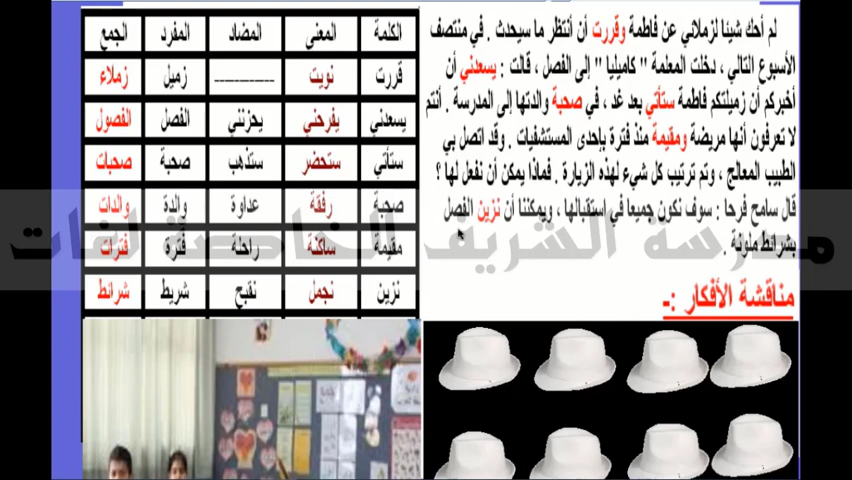 لم أحك شيئا لزملائي عن فاطمة وقررت أن أنتظر ما سيحدث . في منتصف
الأسبوع التالي ، دخلت المعلمة " كاميليا " إلى الفصل ، قالت : يسعدني أن
أخبركم أن زميلتكم فاطمة ستأتي بعد غد ، في صحبة والدتها إلى المدرسة . أنتم
لا تعرفون أنها مريضة ومقيمة منذ فترة بإحدى المستشفيات . وقد اتصل بي
الطبيب المعالج ، وتم ترتيب كل شيء لهذه الزيارة . فماذا يمكن أن نفعل لها ؟
قال سامح فرحا : سوف نكون جميعا في استقبالها ، ويمكننا أن نزين الفصل
بشرائط ملونة .
مناقشة الأفكار :-
الكلمة المعنى المضاد المفرد الجمع
قررت نويت ---------- زميل زملاء
يسعدني يفرحني يحزنني الفصل الفصول
ستأتي ستحضر ستذهب صحبة صحبات
صحبة رفقة عداوة والدة والدات
مقيمة ساكنة راحلة فترة فترات
نزين نجمل نقبح شريط شرائط
مدرسة الشريف الخاصة لغات